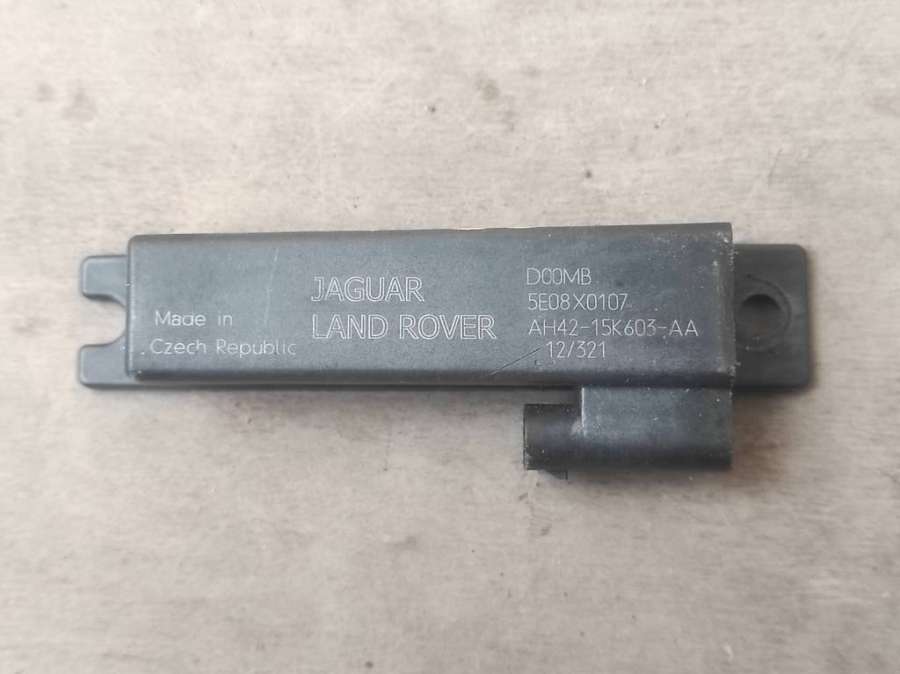 Made in
Czech Republic
JAGUAR
LAND ROVER
D00MB
5E08X0107
AH42-15K603-AA
12/321